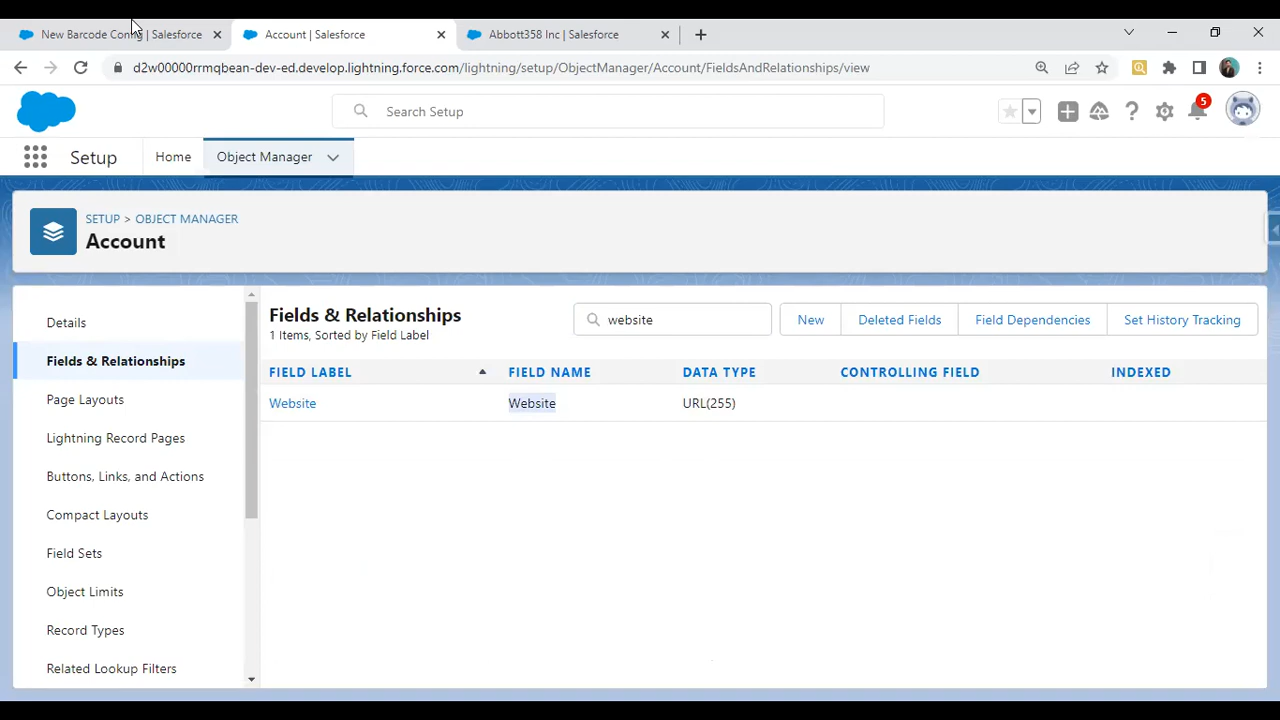 New Barcode Config | Salesforce
Account | Salesforce
Abbott358 Inc | Salesforce
d2w00000rrmqbean-dev-ed.develop.lightning.force.com/lightning/setup/ObjectManager/Account/FieldsAndRelationships/view
Search Setup
5
Setup
Home
Object Manager
SETUP > OBJECT MANAGER
Account
Details
Fields & Relationships
Page Layouts
Lightning Record Pages
Buttons, Links, and Actions
Compact Layouts
Field Sets
Object Limits
Record Types
Related Lookup Filters
Fields & Relationships
1 Items, Sorted by Field Label
website
New
Deleted Fields
Field Dependencies
Set History Tracking
FIELD LABEL FIELD NAME DATA TYPE CONTROLLING FIELD INDEXED
Website Website URL(255)